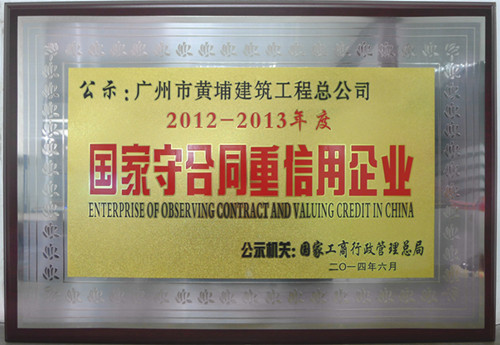 公示：广州市黄埔建筑工程总公司
2012-2013年度
国家守合同重信用企业
ENTERPRISE OF OBSERVING CONTRACT AND VALUING CREDIT IN CHINA
公示机关：国家工商行政管理总局
二〇一四年六月